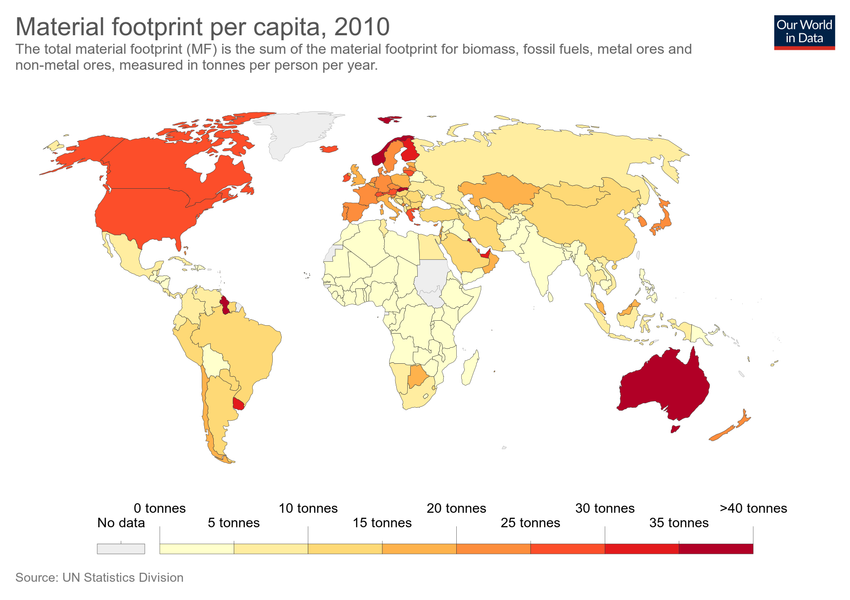 Material footprint per capita, 2010
Our World
in Data
The total material footprint (MF) is the sum of the material footprint for biomass, fossil fuels, metal ores and
non-metal ores, measured in tonnes per person per year.
0 tonnes
10 tonnes
20 tonnes
30 tonnes
>40 tonnes
No data
5 tonnes
15 tonnes
25 tonnes
35 tonnes
Source: UN Statistics Division